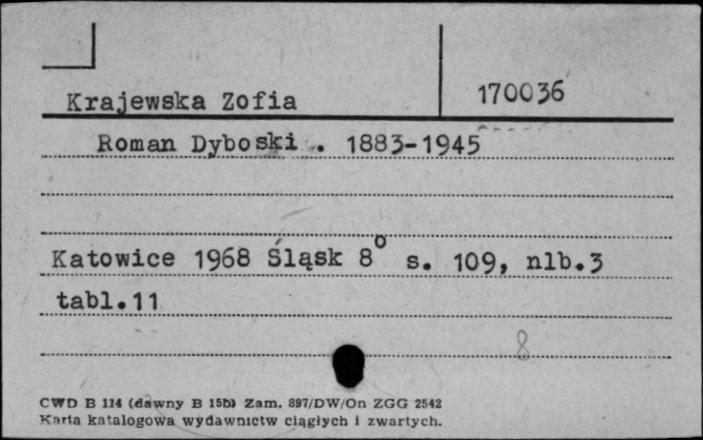 Krajewska Zofia 170036
Roman Dyboski. 1883-1945
Katowice 1968 Śląsk 8° s. 109, nlb.3
tabl.11
8
CWD B 114 (dawny B 15b) Zam. 897/DW/On ZGG 2542
Karta katalogowa wydawnictw ciągłych i zwartych.